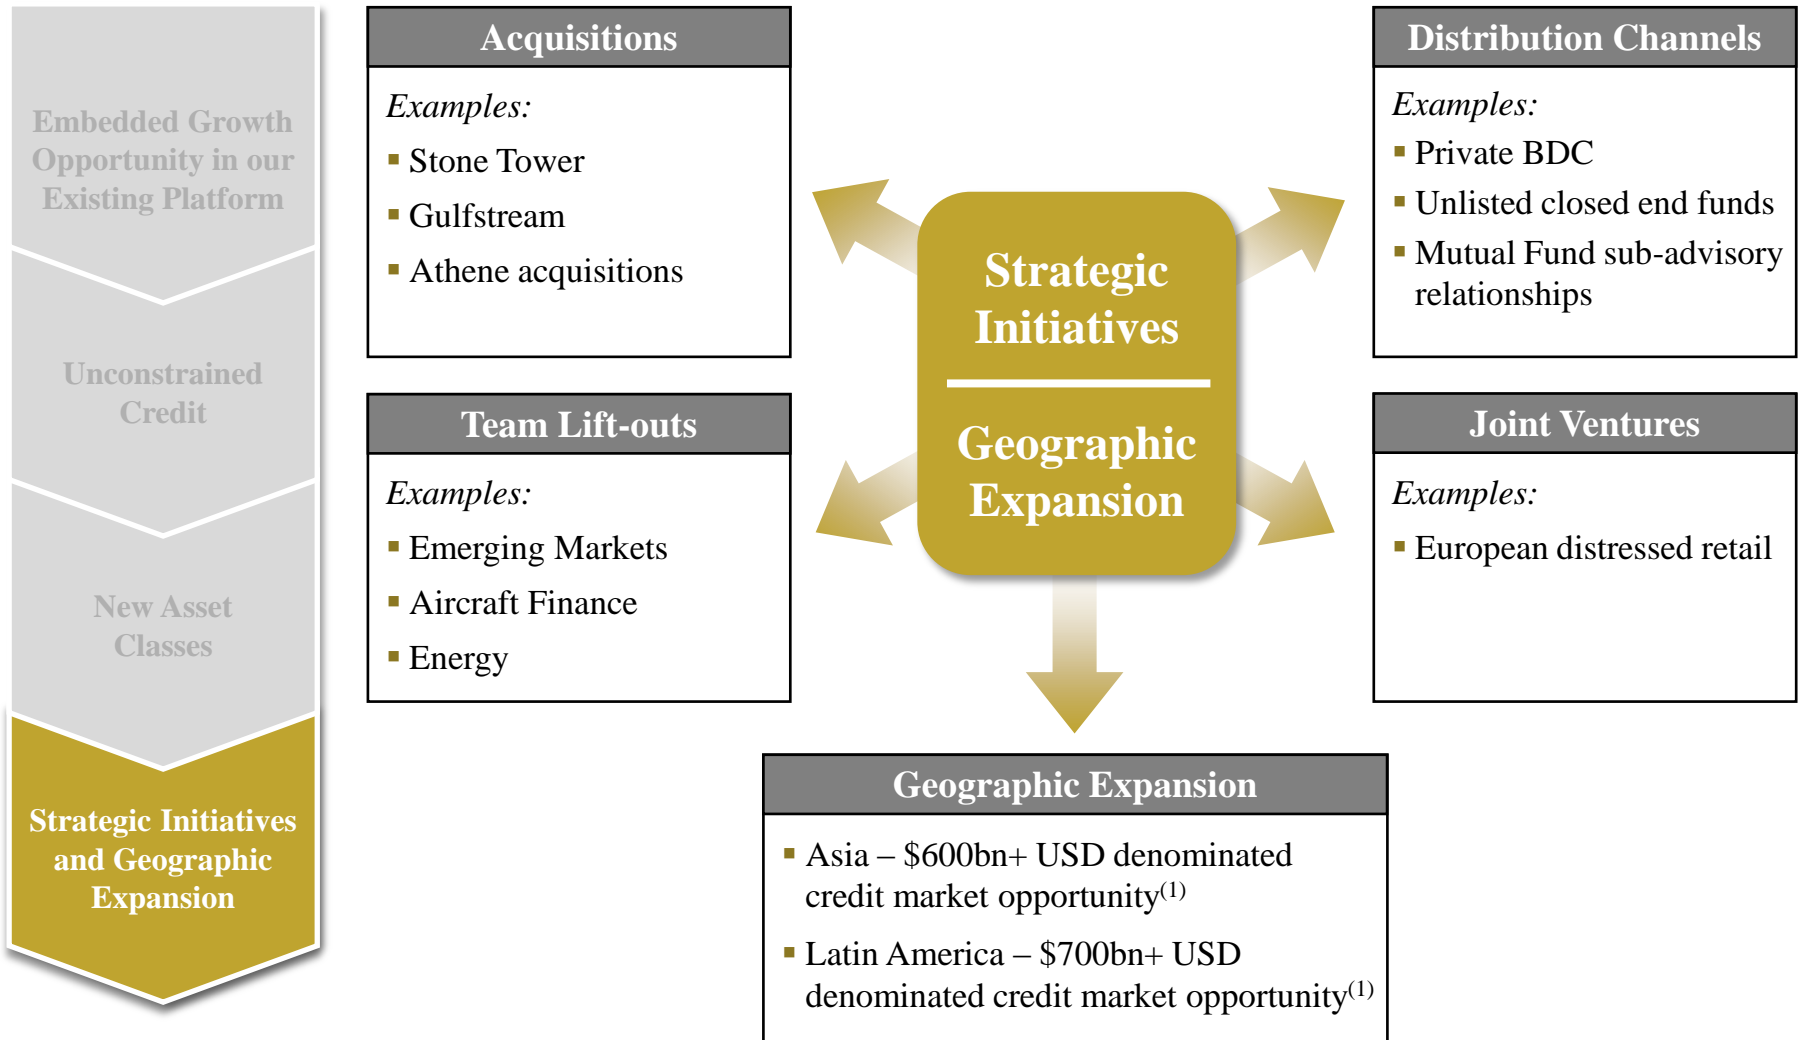 Embedded Growth
Opportunity in our
Existing Platform
Unconstrained
Credit
New Asset
Classes
Strategic Initiatives
and Geographic
Expansion
Acquisitions
Examples:
▪ Stone Tower
▪ Gulfstream
▪ Athene acquisitions
Team Lift-outs
Examples:
▪ Emerging Markets
▪ Aircraft Finance
▪ Energy
Strategic
Initiatives
Geographic
Expansion
Distribution Channels
Examples:
▪ Private BDC
▪ Unlisted closed end funds
▪ Mutual Fund sub-advisory
relationships
Joint Ventures
Examples:
▪ European distressed retail
Geographic Expansion
▪ Asia – $600bn+ USD denominated
credit market opportunity(1)
▪ Latin America – $700bn+ USD
denominated credit market opportunity(1)